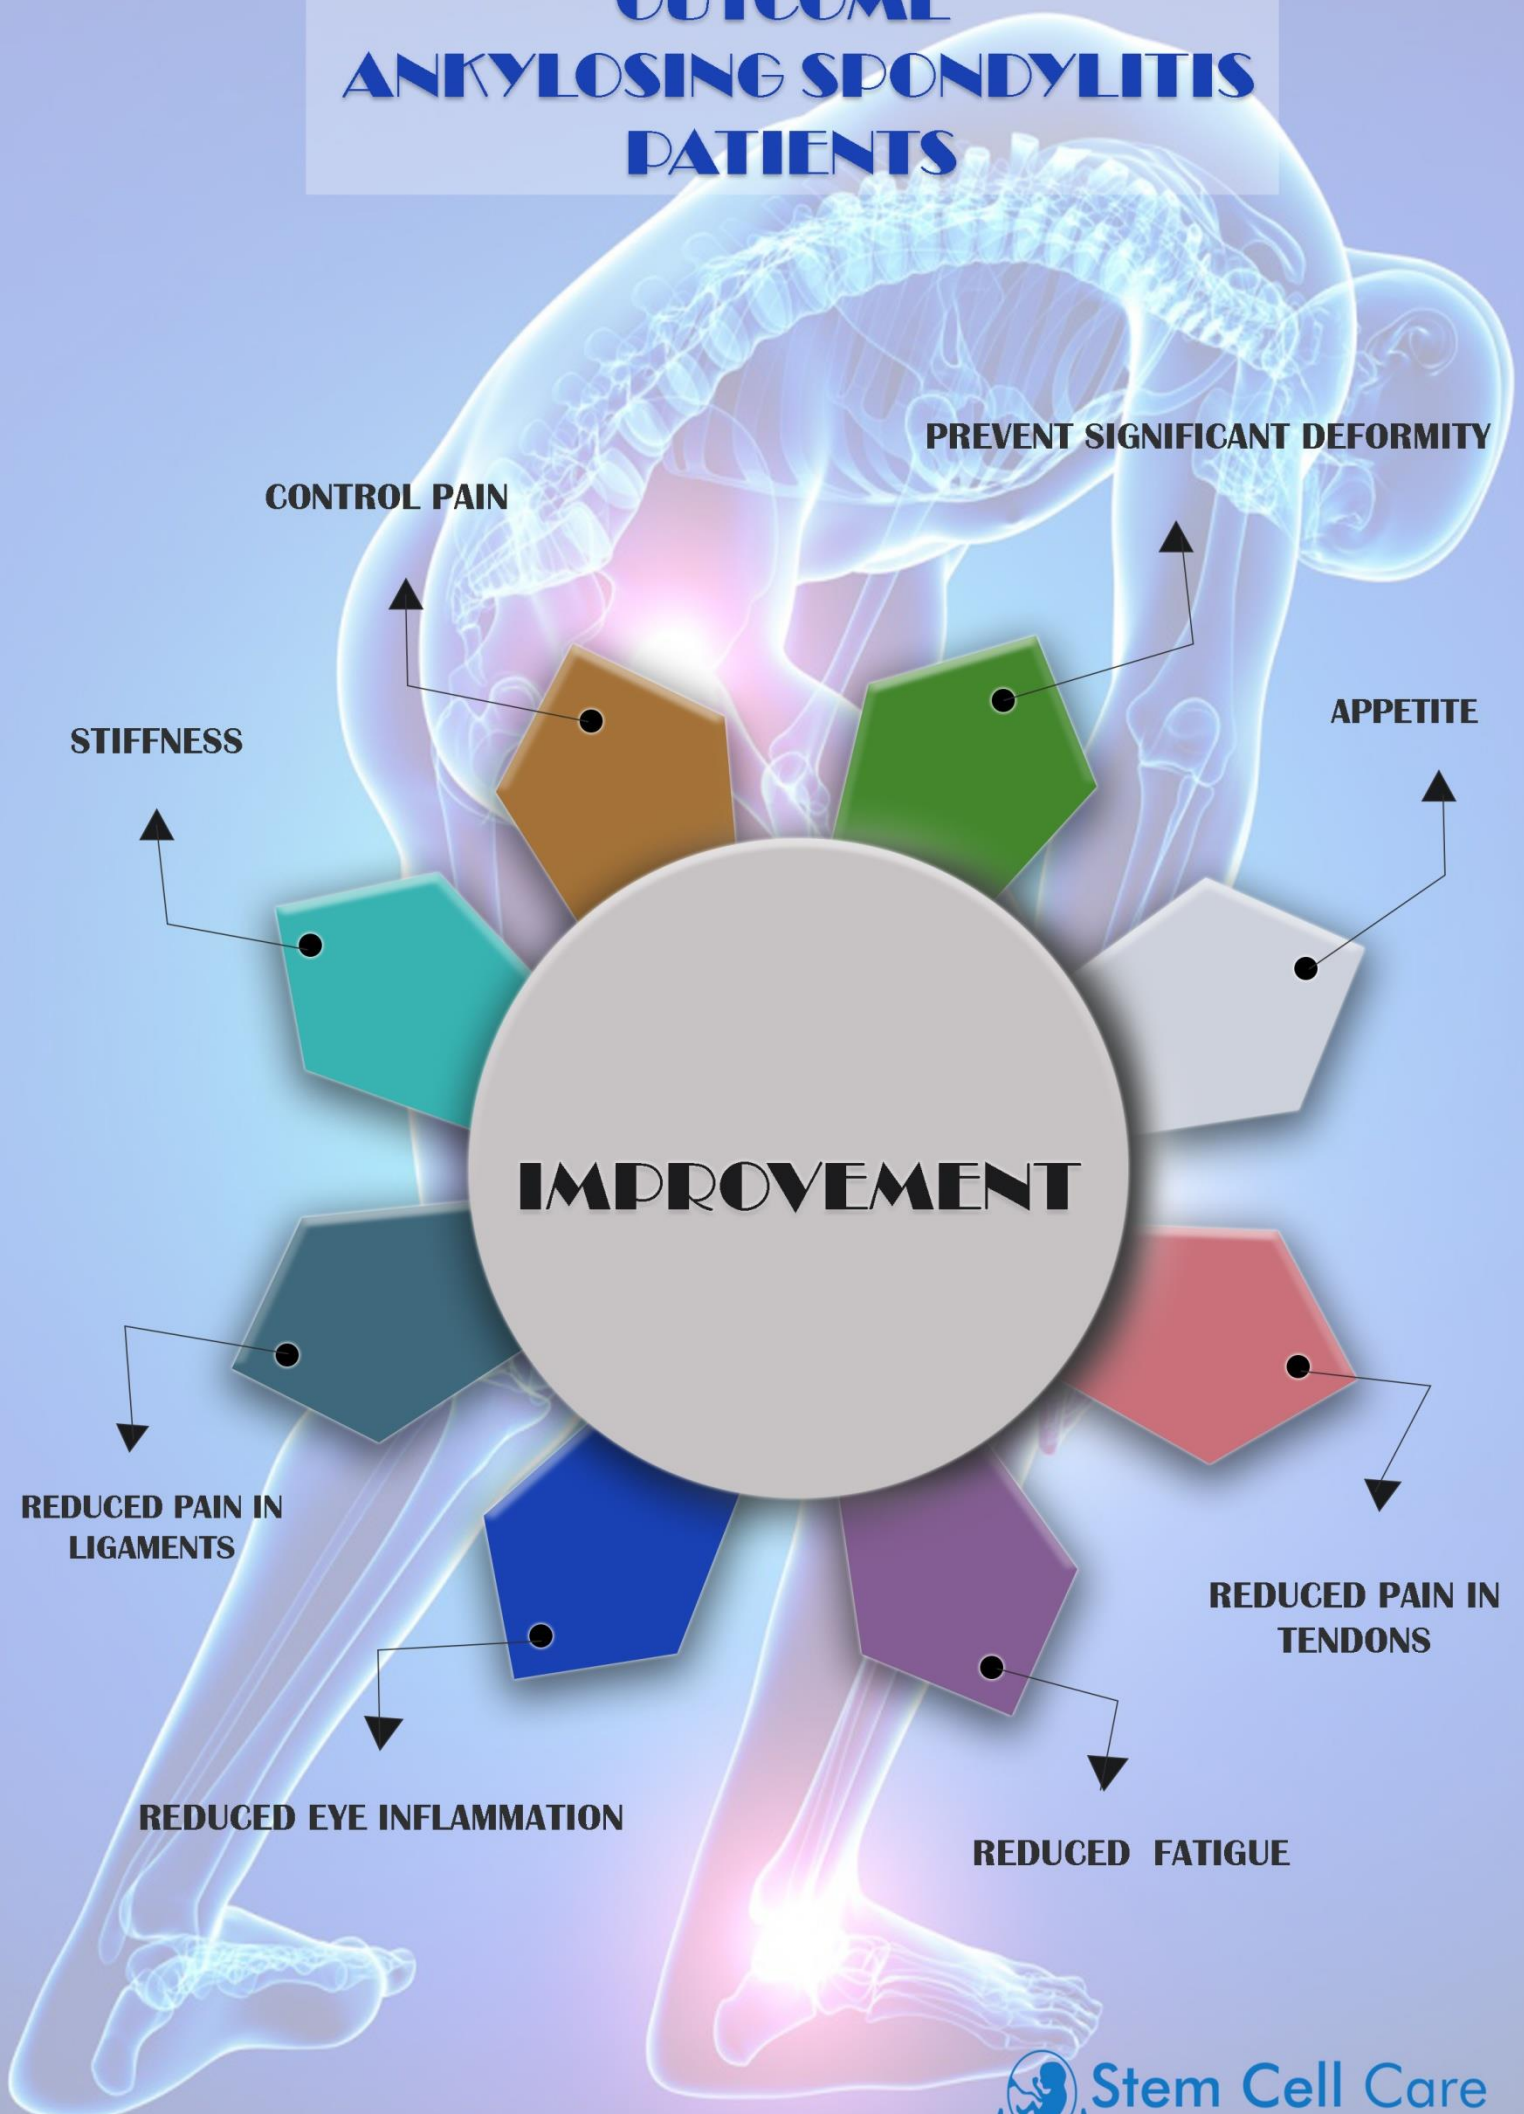 OUTCOME
ANKYLOSING SPONDYLITIS
PATIENTS
PREVENT SIGNIFICANT DEFORMITY
CONTROL PAIN
APPETITE
STIFFNESS
IMPROVEMENT
REDUCED PAIN IN
LIGAMENTS
REDUCED PAIN IN
TENDONS
REDUCED EYE INFLAMMATION
REDUCED FATIGUE
Stem Cell Care